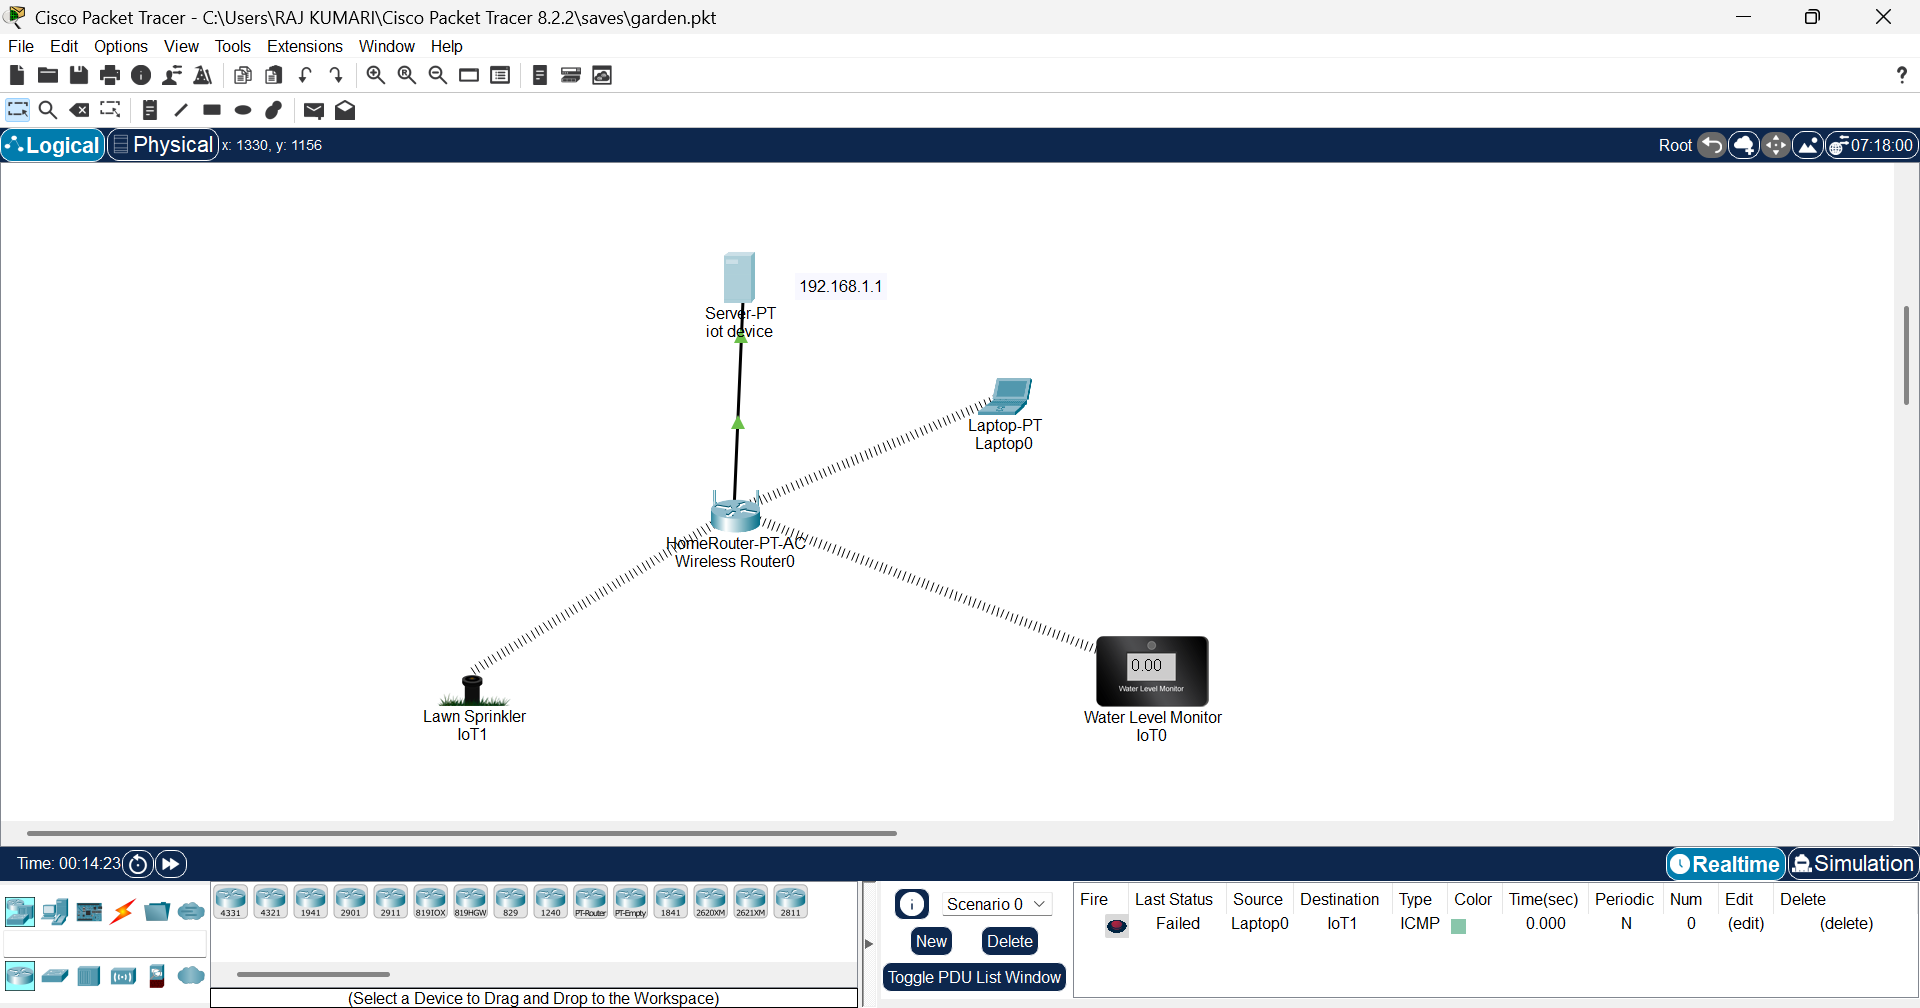 Cisco Packet Tracer - C:\Users\RAJ KUMARI\Cisco Packet Tracer 8.2.2\saves\garden.pkt
File Edit Options View Tools Extensions Window Help
?
Logical Physical x: 1330, y: 1156 Root 07:18:00
192.168.1.1
Server-PT
iot device
Laptop-PT
Laptop0
HomeRouter-PT-AC
Wireless Router0
0.00
Water Level Monitor
Lawn Sprinkler
IoT1
Water Level Monitor
IoT0
Time: 00:14:23 Realtime Simulation
4331 4321 1941 2901 2911 819IOX 819HGW 829 1240 PT-Router PT-Empty 1841 2620XM 2621XM 2811
(Select a Device to Drag and Drop to the Workspace)
Scenario 0
New Delete
Toggle PDU List Window
Fire Last Status Source Destination Type Color Time(sec) Periodic Num Edit Delete
Failed Laptop0 IoT1 ICMP 0.000 N 0 (edit) (delete)